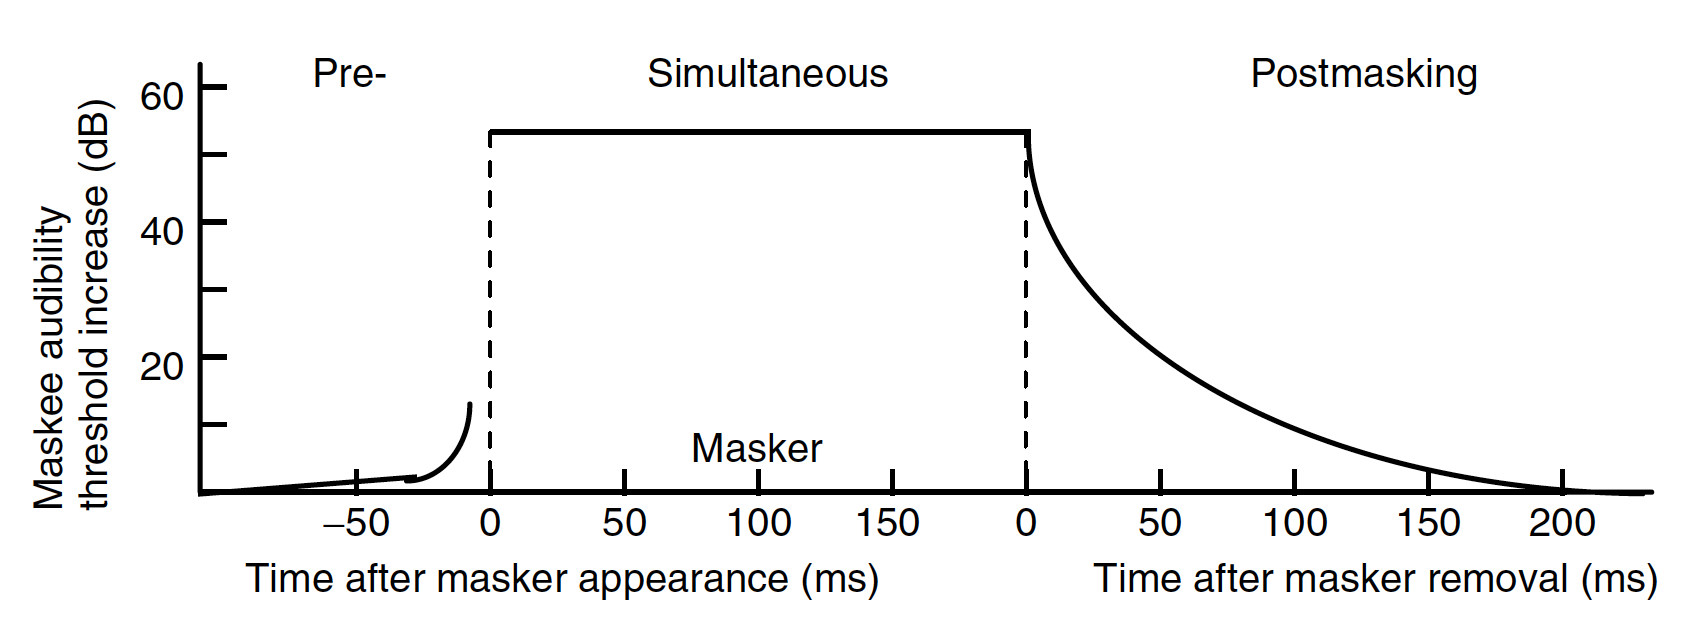 Pre-
Simultaneous
Postmasking
Maskee audibility
threshold increase (dB)
60
40
20
Masker
–50
0
50
100
150
0
50
100
150
200
Time after masker appearance (ms)
Time after masker removal (ms)